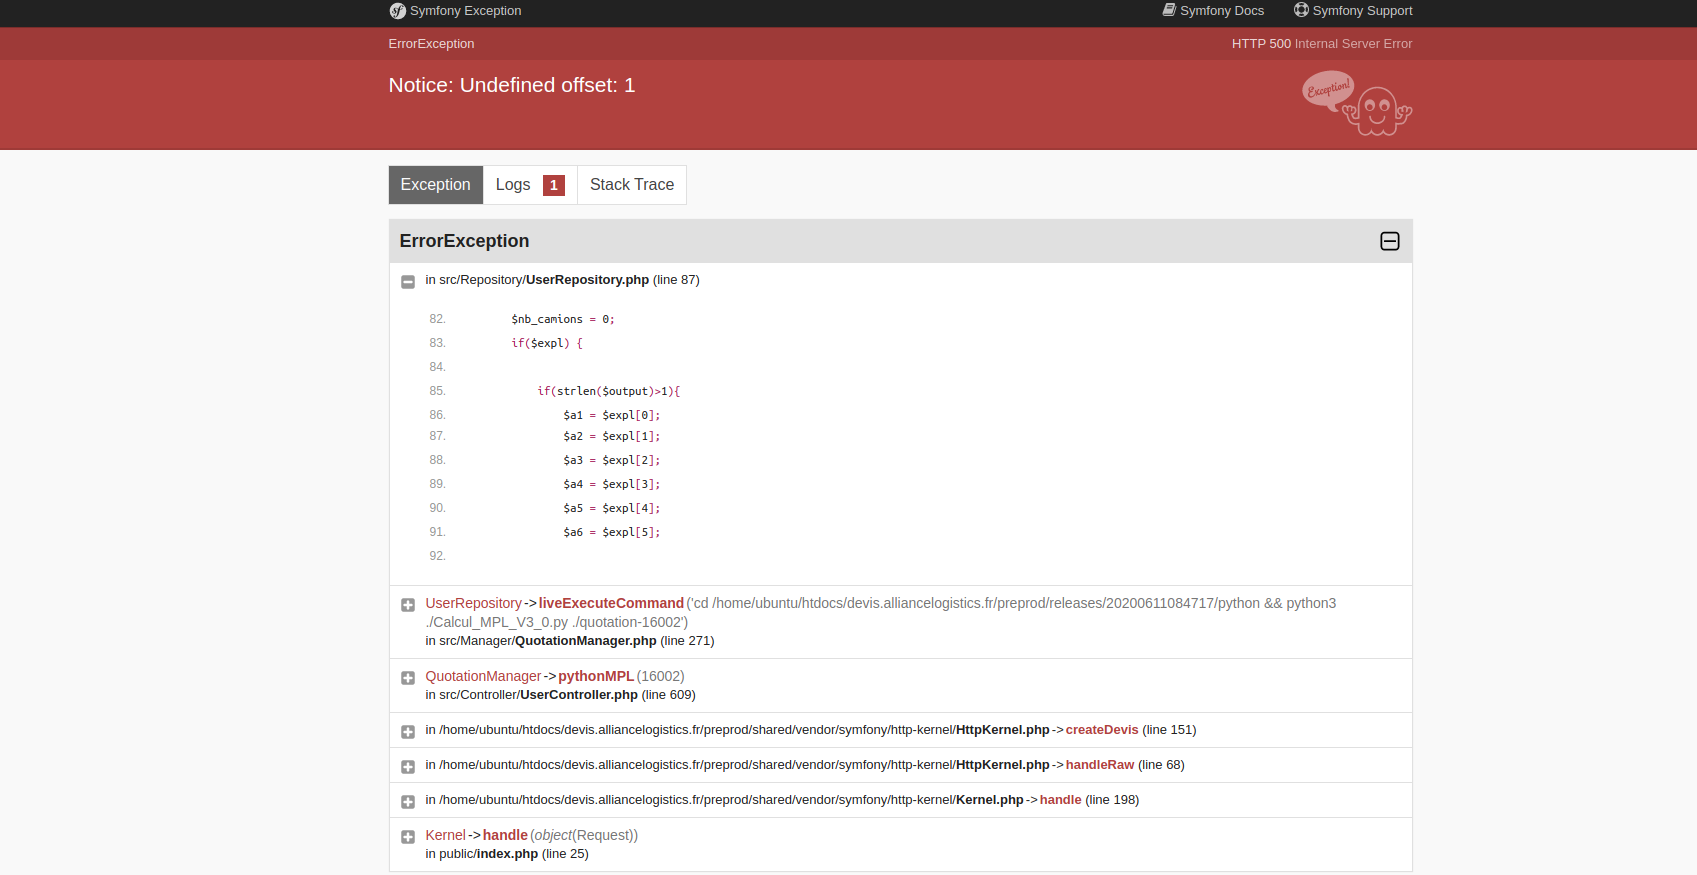 Symfony Exception
Symfony Docs
Symfony Support
ErrorException
HTTP 500 Internal Server Error
Notice: Undefined offset: 1
Exception!
Exception
Logs 1
Stack Trace
ErrorException
in src/Repository/UserRepository.php (line 87)
82. $nb_camions = 0;
83. if($expl) {
84.
85. if(strlen($output)>1){
86. $a1 = $expl[0];
87. $a2 = $expl[1];
88. $a3 = $expl[2];
89. $a4 = $expl[3];
90. $a5 = $expl[4];
91. $a6 = $expl[5];
92.
UserRepository->liveExecuteCommand('cd /home/ubuntu/htdocs/devis.alliancelogistics.fr/preprod/releases/20200611084717/python && python3
./Calcul_MPL_V3_0.py ./quotation-16002')
in src/Manager/QuotationManager.php (line 271)
QuotationManager->pythonMPL(16002)
in src/Controller/UserController.php (line 609)
in /home/ubuntu/htdocs/devis.alliancelogistics.fr/preprod/shared/vendor/symfony/http-kernel/HttpKernel.php->createDevis (line 151)
in /home/ubuntu/htdocs/devis.alliancelogistics.fr/preprod/shared/vendor/symfony/http-kernel/HttpKernel.php->handleRaw (line 68)
in /home/ubuntu/htdocs/devis.alliancelogistics.fr/preprod/shared/vendor/symfony/http-kernel/Kernel.php->handle (line 198)
Kernel->handle(object(Request))
in public/index.php (line 25)